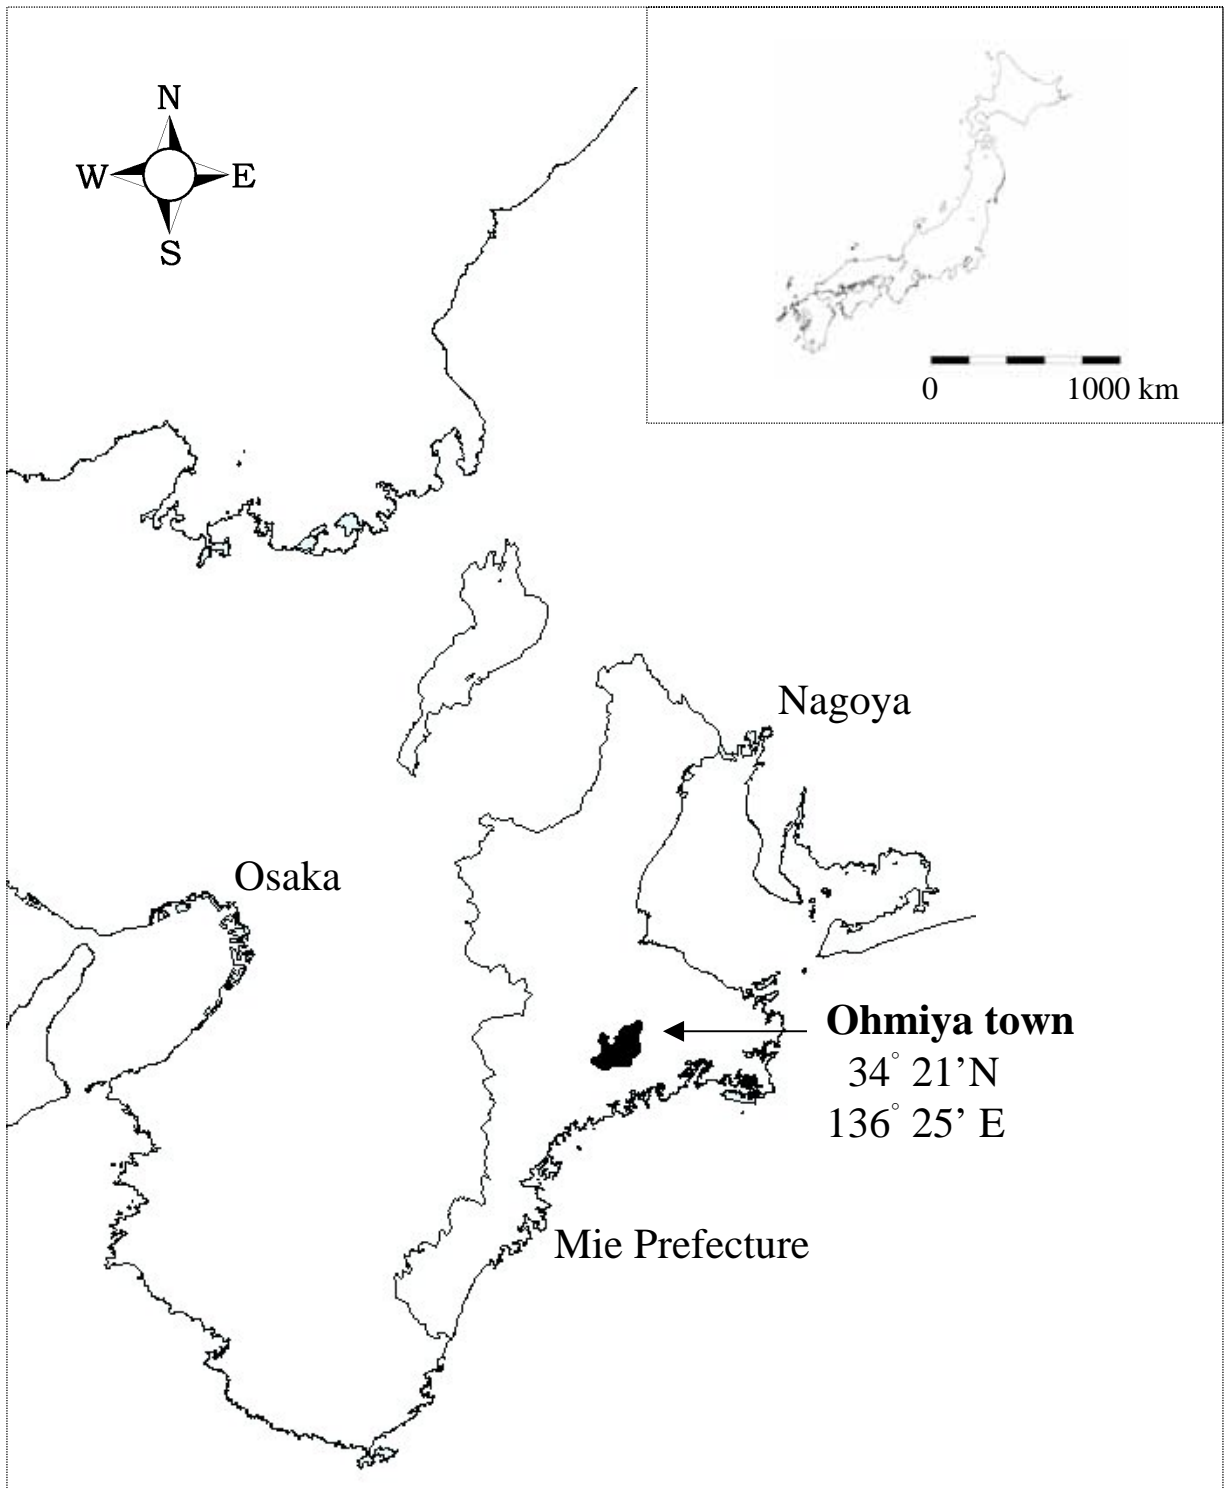 N
W E
S
0 1000 km
Nagoya
Osaka
Ohmiya town
34° 21’N
136° 25’ E
Mie Prefecture